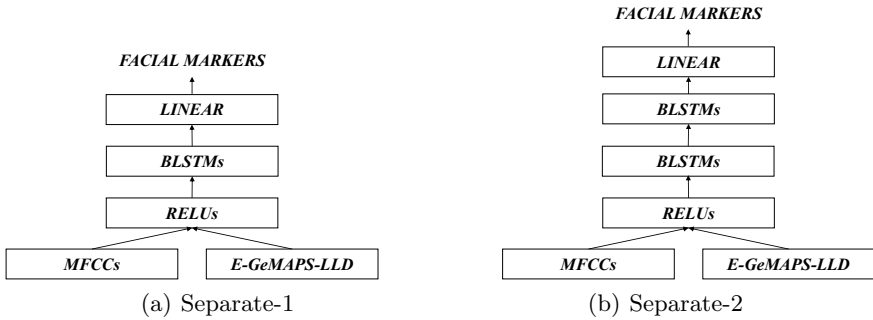 FACIAL MARKERS
LINEAR
BLSTMs
RELUs
MFCCs
E-GeMAPS-LLD
(a) Separate-1
FACIAL MARKERS
LINEAR
BLSTMs
BLSTMs
RELUs
MFCCs
E-GeMAPS-LLD
(b) Separate-2